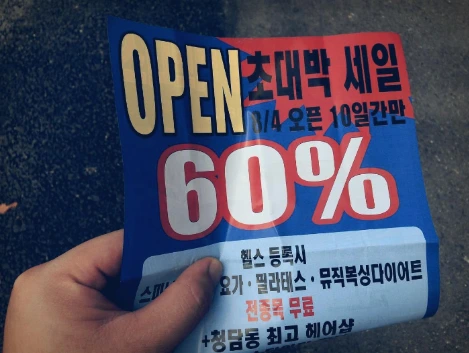 OPEN 초대박 세일
3/4 오픈 10일간만
60%
헬스 등록시
요가·필라테스·뮤직복싱다이어트
전종목 무료
+청담동 최고 헤어샵